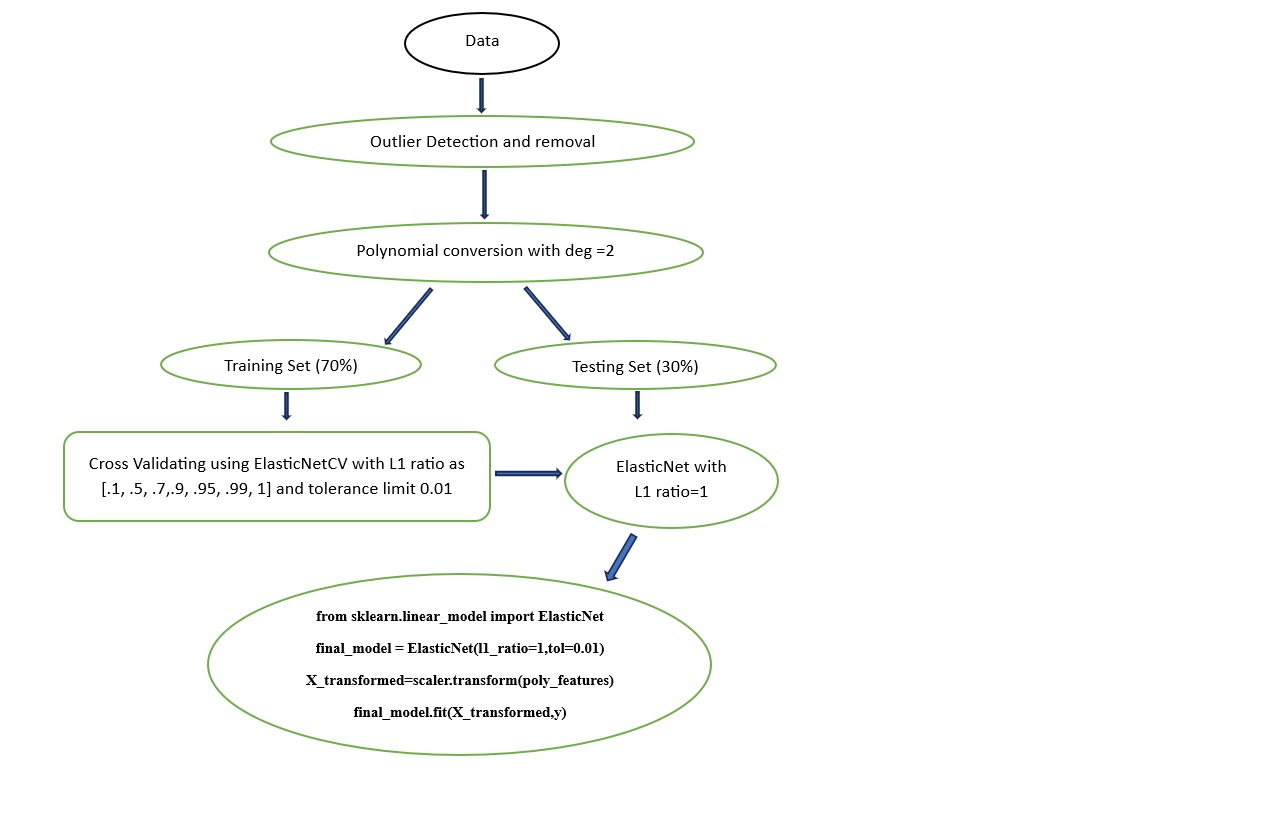 Data
Outlier Detection and removal
Polynomial conversion with deg =2
Training Set (70%)
Testing Set (30%)
Cross Validating using ElasticNetCV with L1 ratio as
[.1, .5, .7,.9, .95, .99, 1] and tolerance limit 0.01
ElasticNet with
L1 ratio=1
from sklearn.linear_model import ElasticNet
final_model = ElasticNet(l1_ratio=1,tol=0.01)
X_transformed=scaler.transform(poly_features)
final_model.fit(X_transformed,y)